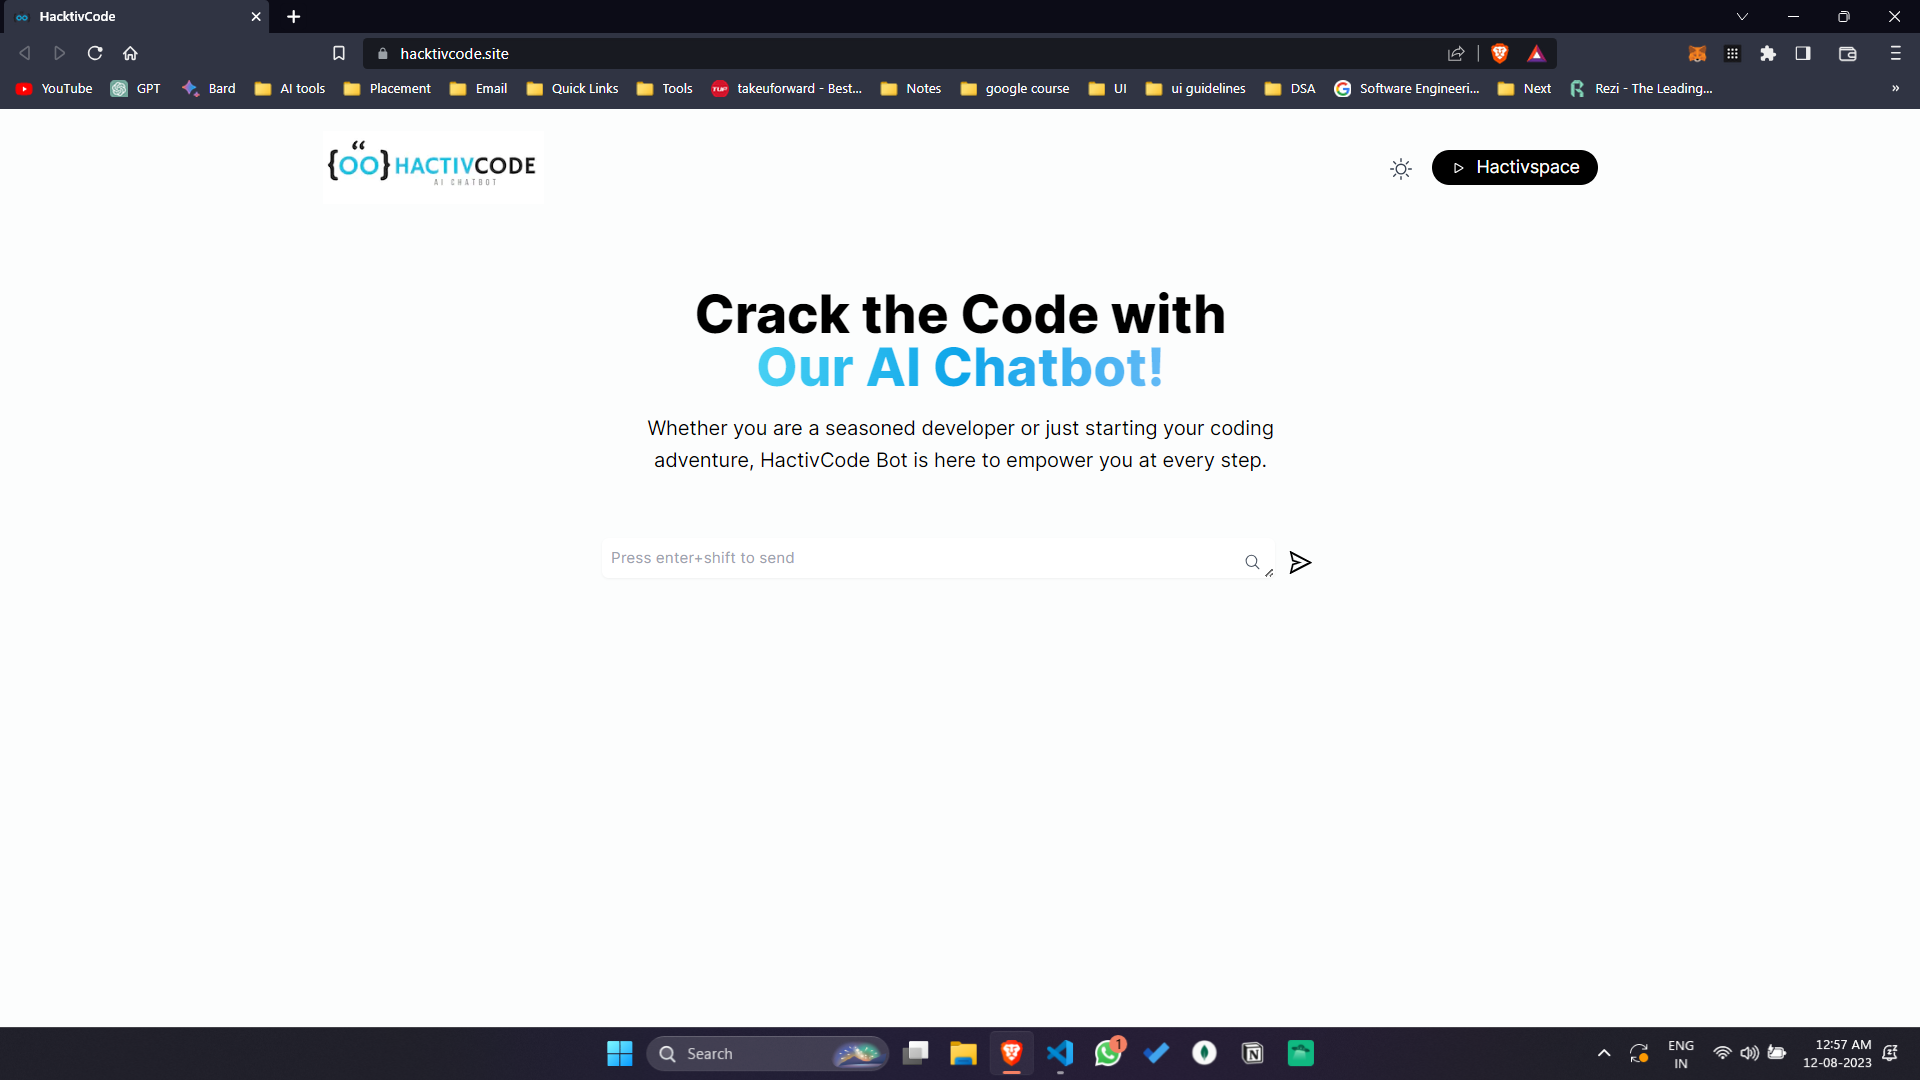 HacktivCode
hacktivcode.site
YouTube GPT Bard AI tools Placement Email Quick Links Tools takeuforward - Best... Notes google course UI ui guidelines DSA Software Engineeri... Next Rezi - The Leading... »
{OO} HACTIVCODE
AI CHATBOT
Hactivspace
Crack the Code with
Our AI Chatbot!
Whether you are a seasoned developer or just starting your coding
adventure, HactivCode Bot is here to empower you at every step.
Press enter+shift to send
Search
1
ENG
IN
12:57 AM
12-08-2023